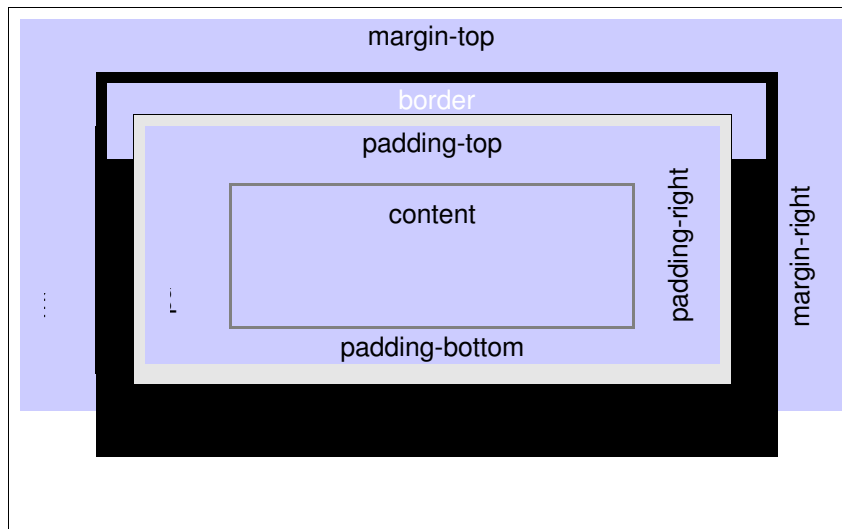 margin-top
border
padding-top
content
padding-right
margin-right
padding-bottom